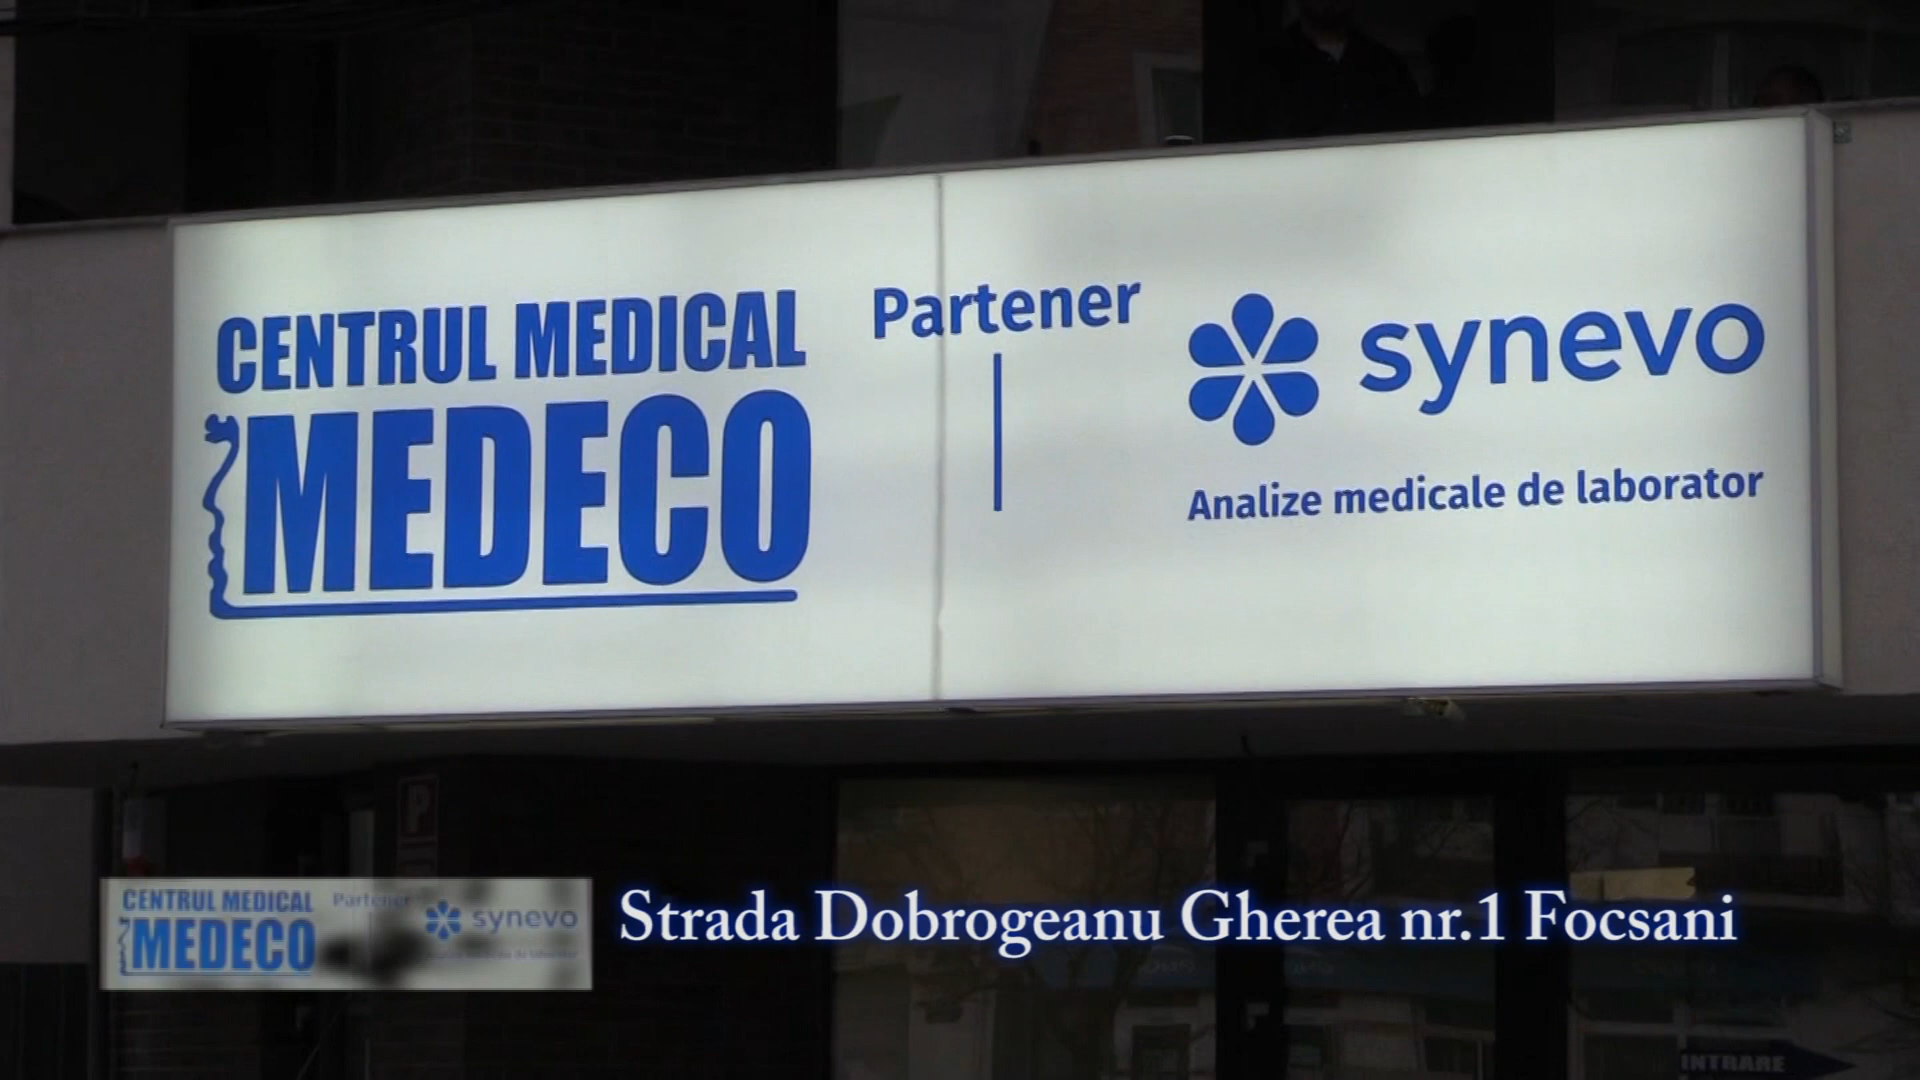 CENTRUL MEDICAL
MEDECO
Partener
synevo
Analize medicale de laborator
P
CENTRUL MEDICAL
MEDECO
Partener
synevo
Strada Dobrogeanu Gherea nr.1 Focsani
INTRARE